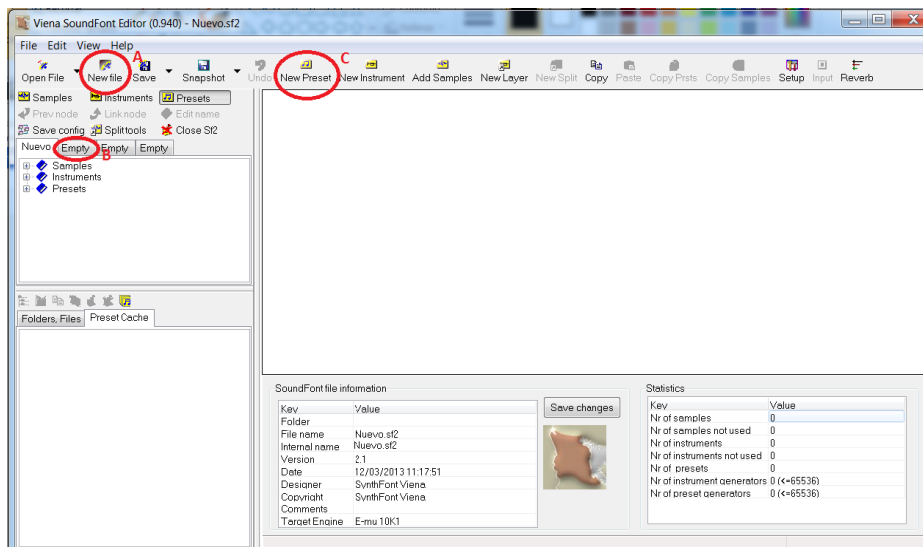 Viena SoundFont Editor (0.940) - Nuevo.sf2
File Edit View Help
A
C
Open File New file Save Snapshot Undo New Preset New Instrument Add Samples New Layer New Split Copy Paste Copy Prsts Copy Samples Setup Input Reverb
Samples Instruments Presets
Prev node Link node Edit name
Save config Split tools Close Sf2
Nuevo Empty Empty Empty
B
Samples
Instruments
Presets
Folders, Files Preset Cache
SoundFont file information
Key Value
Folder
File name Nuevo.sf2
Internal name Nuevo.sf2
Version 2.1
Date 12/03/2013 11:17:51
Designer SynthFont Viena
Copyright SynthFont Viena
Comments
Target Engine E-mu 10K1
Save changes
Statistics
Key Value
Nr of samples 0
Nr of samples not used 0
Nr of instruments 0
Nr of instruments not used 0
Nr of presets 0
Nr of instrument generators 0 (<=65536)
Nr of preset generators 0 (<=65536)